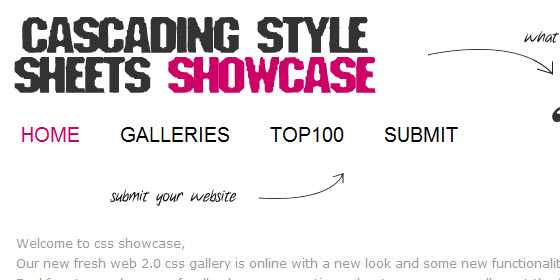 CASCADING STYLE
SHEETS SHOWCASE
what
HOME GALLERIES TOP100 SUBMIT
submit your website
Welcome to css showcase,
Our new fresh web 2.0 css gallery is online with a new look and some new functionalit